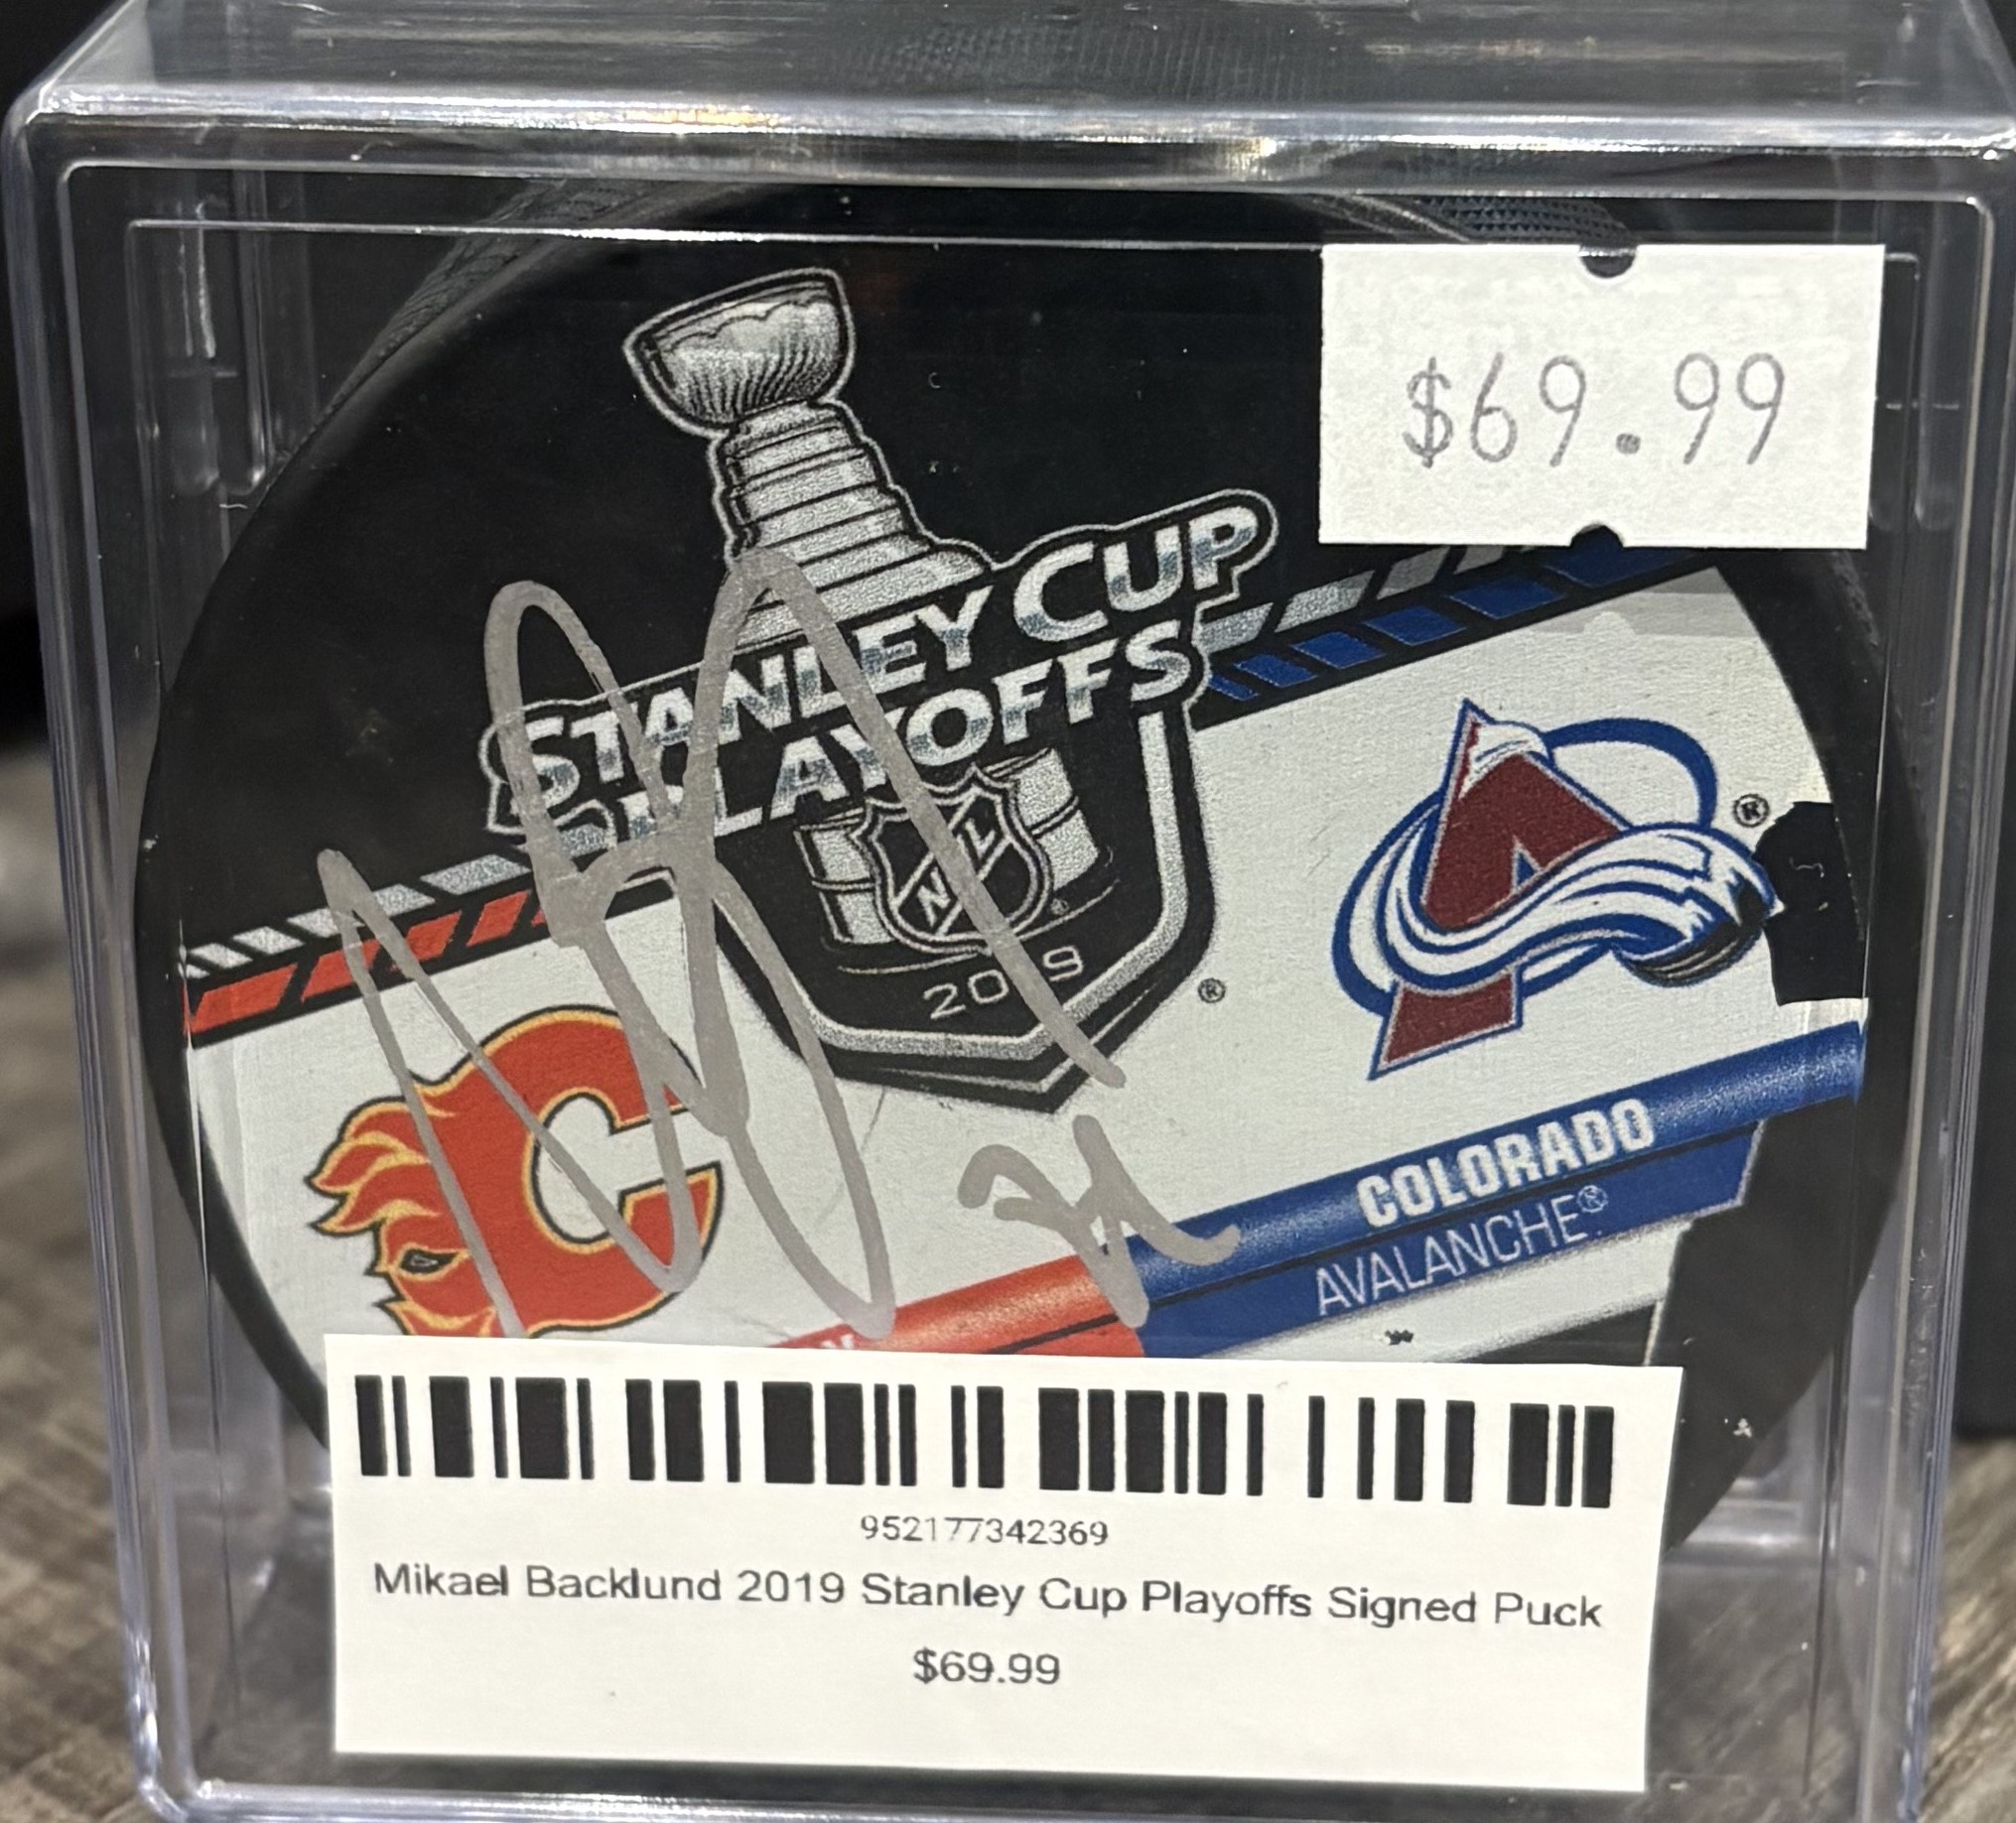 $69.99
STANLEY CUP
PLAYOFFS
NHL
2019
®
®
COLORADO
AVALANCHE®
952177342369
Mikael Backlund 2019 Stanley Cup Playoffs Signed Puck
$69.99